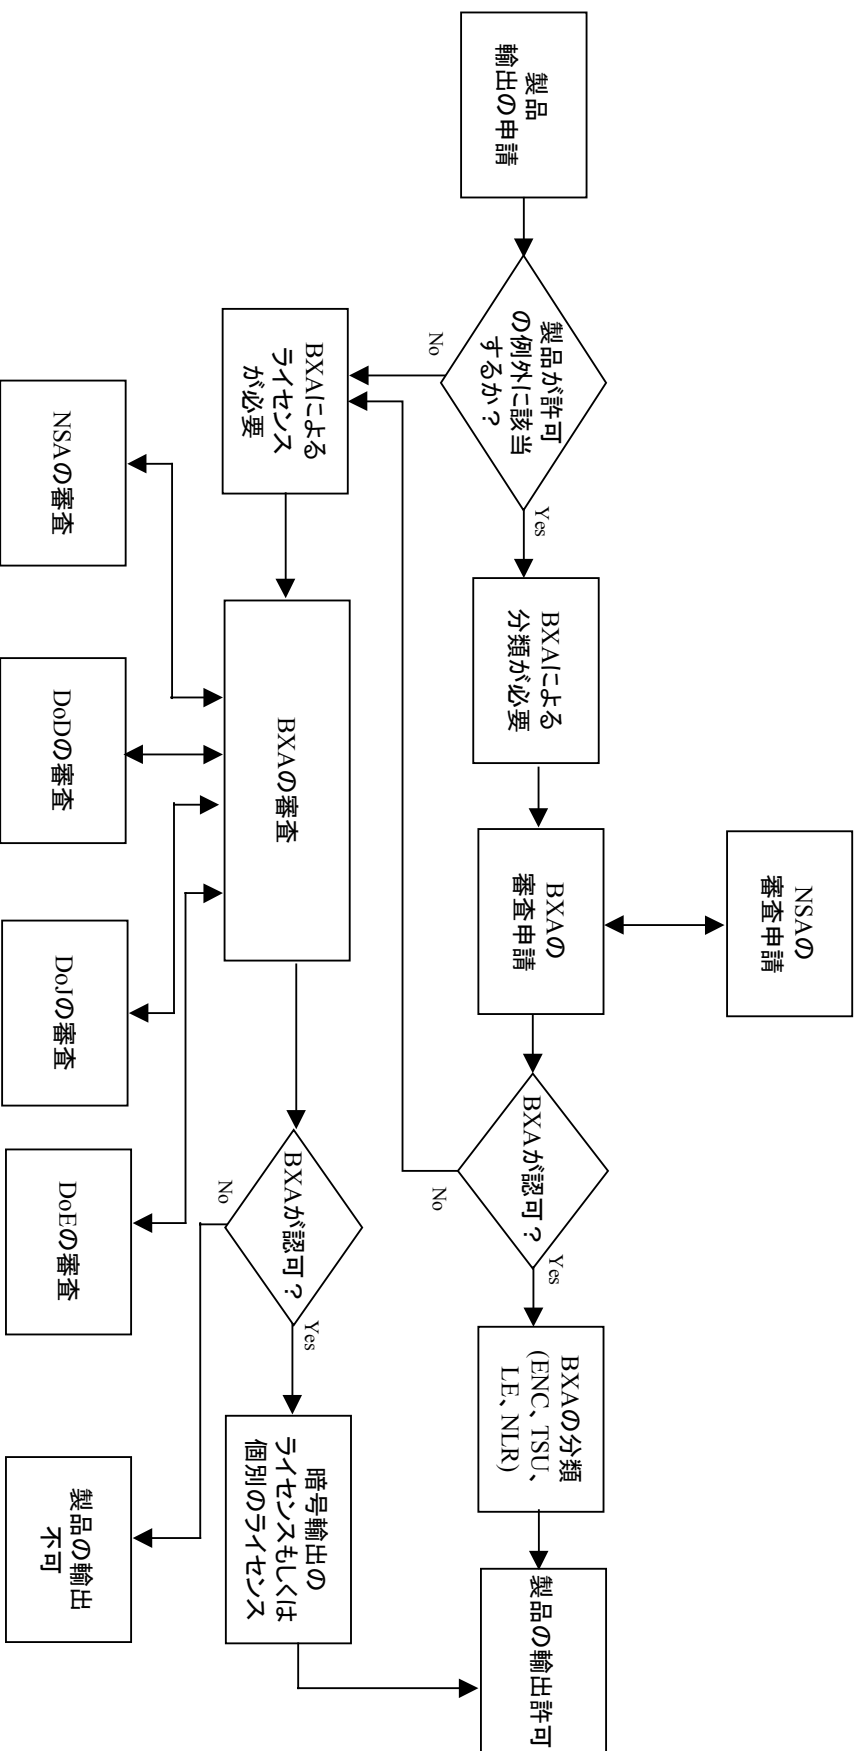 製品
輸出の申請
製品が許可
の例外に該当
するか？
No
Yes
BXAによる
分類が必要
NSAの
審査申請
BXAの
審査申請
BXAが認可？
No
Yes
BXAの分類
(ENC、TSU、
LE、NLR)
製品の輸出許可
BXAによる
ライセンス
が必要
BXAの審査
BXAが認可？
No
Yes
暗号輸出の
ライセンスもしくは
個別のライセンス
NSAの審査
DoDの審査
DoJの審査
DoEの審査
製品の輸出
不可